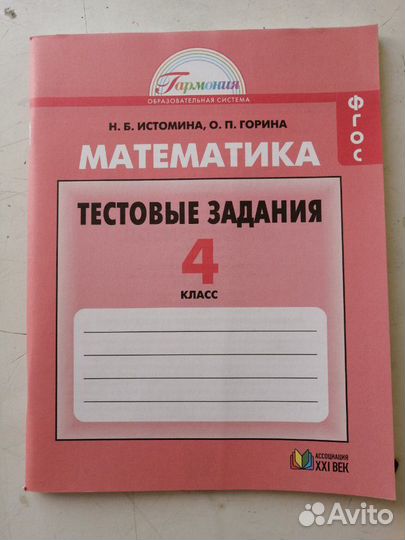 Гармония
ОБРАЗОВАТЕЛЬНАЯ СИСТЕМА
ФГОС
Н. Б. ИСТОМИНА, О. П. ГОРИНА
МАТЕМАТИКА
ТЕСТОВЫЕ ЗАДАНИЯ
4
КЛАСС
АССОЦИАЦИЯ
XXI ВЕК
Avito